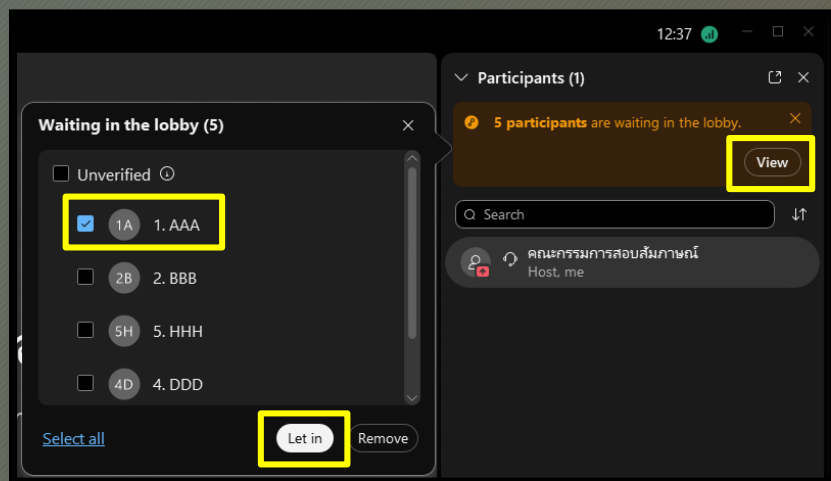 12:37
Participants (1)
5 participants are waiting in the lobby.
View
Search
คณะกรรมการสอบสัมภาษณ์
Host, me
Waiting in the lobby (5)
Unverified
1A 1. AAA
2B 2. BBB
5H 5. HHH
4D 4. DDD
Select all
Let in
Remove